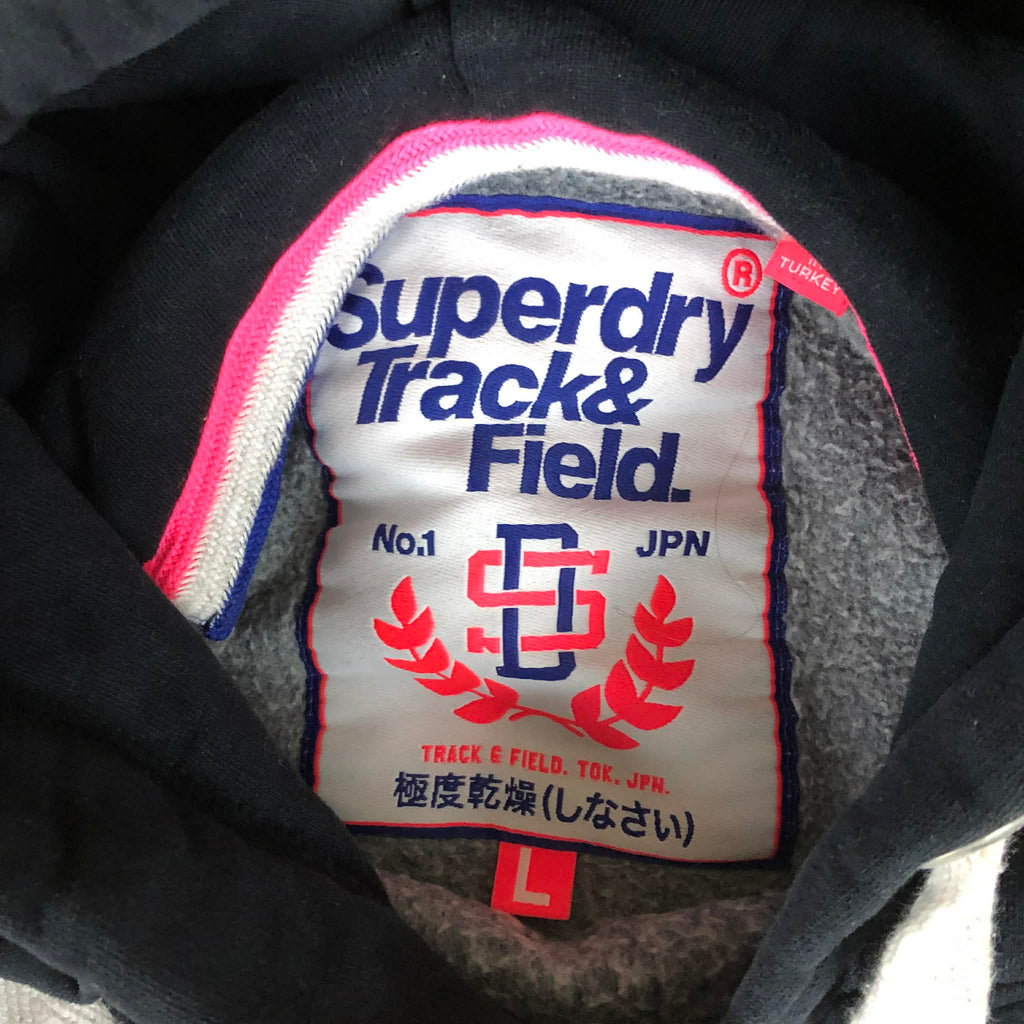 Superdry®
TURKEY
Track&
Field.
No.1 JPN
SD
TRACK & FIELD. TOK. JPN.
極度乾燥(しなさい)
L